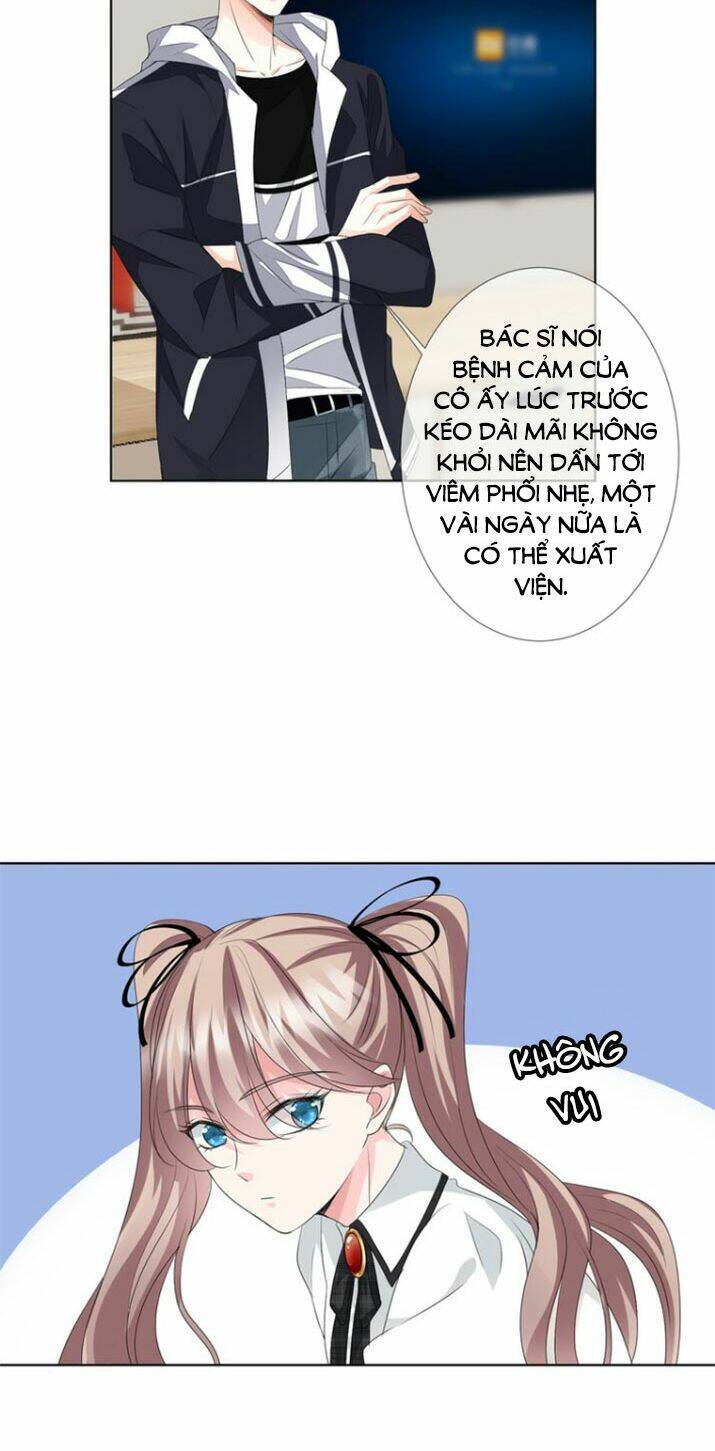 BÁC SĨ NÓI
BỆNH CẢM CỦA
CÔ ẤY LÚC TRƯỚC
KÉO DÀI MÃI KHÔNG
KHỎI NÊN DẪN TỚI
VIÊM PHỔI NHẸ, MỘT
VÀI NGÀY NỮA LÀ
CÓ THỂ XUẤT
VIỆN.
KHÔNG
VUI